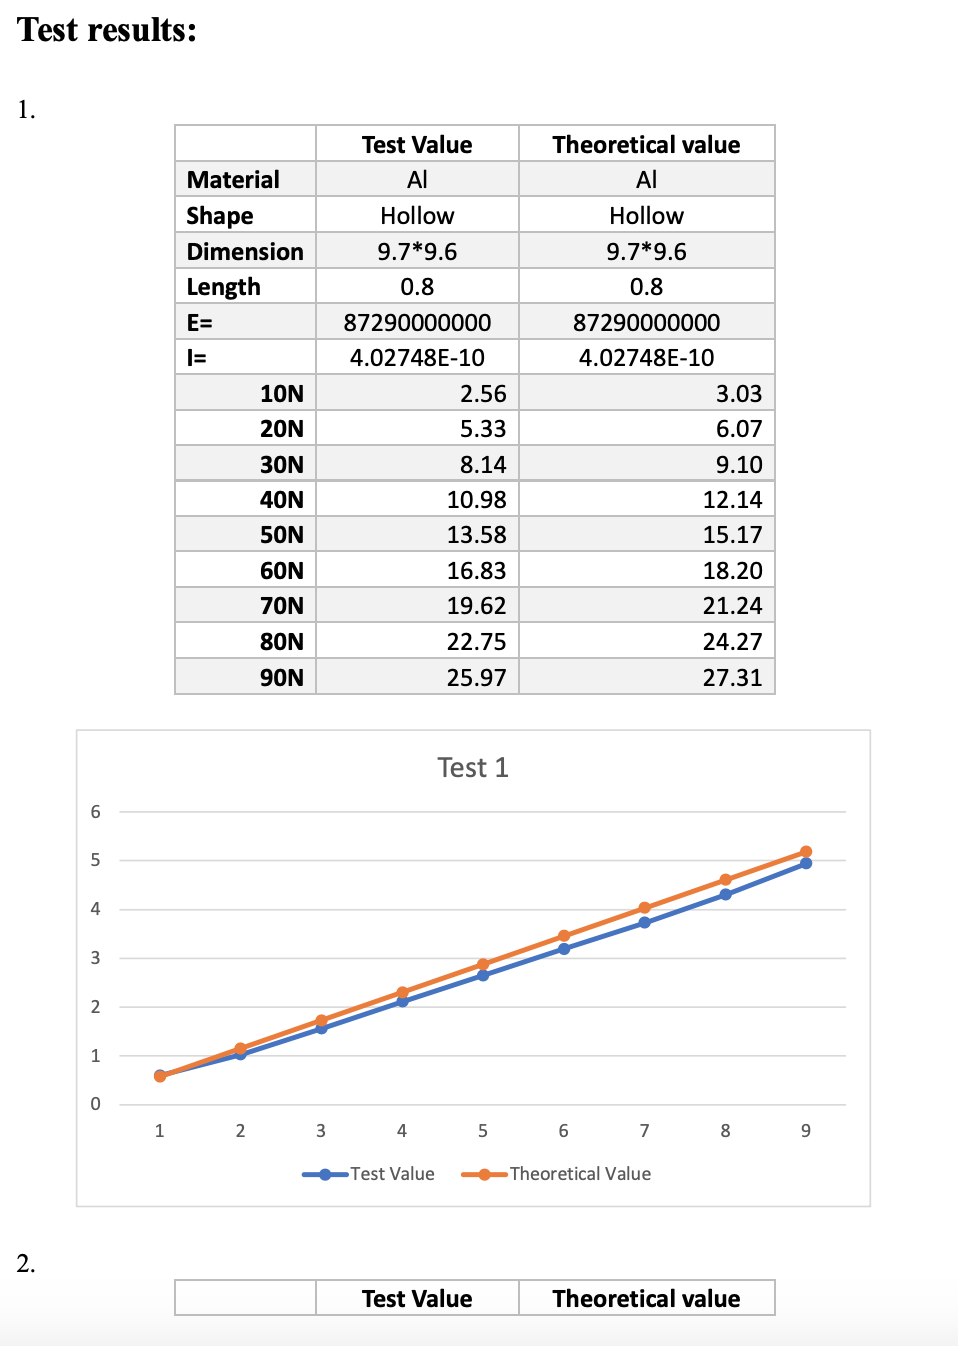 Test results:
1.
Test Value Theoretical value
Material Al Al
Shape Hollow Hollow
Dimension 9.7*9.6 9.7*9.6
Length 0.8 0.8
E= 87290000000 87290000000
I= 4.02748E-10 4.02748E-10
10N 2.56 3.03
20N 5.33 6.07
30N 8.14 9.10
40N 10.98 12.14
50N 13.58 15.17
60N 16.83 18.20
70N 19.62 21.24
80N 22.75 24.27
90N 25.97 27.31
Test 1
6
5
4
3
2
1
0
1 2 3 4 5 6 7 8 9
Test Value Theoretical Value
2.
Test Value Theoretical value